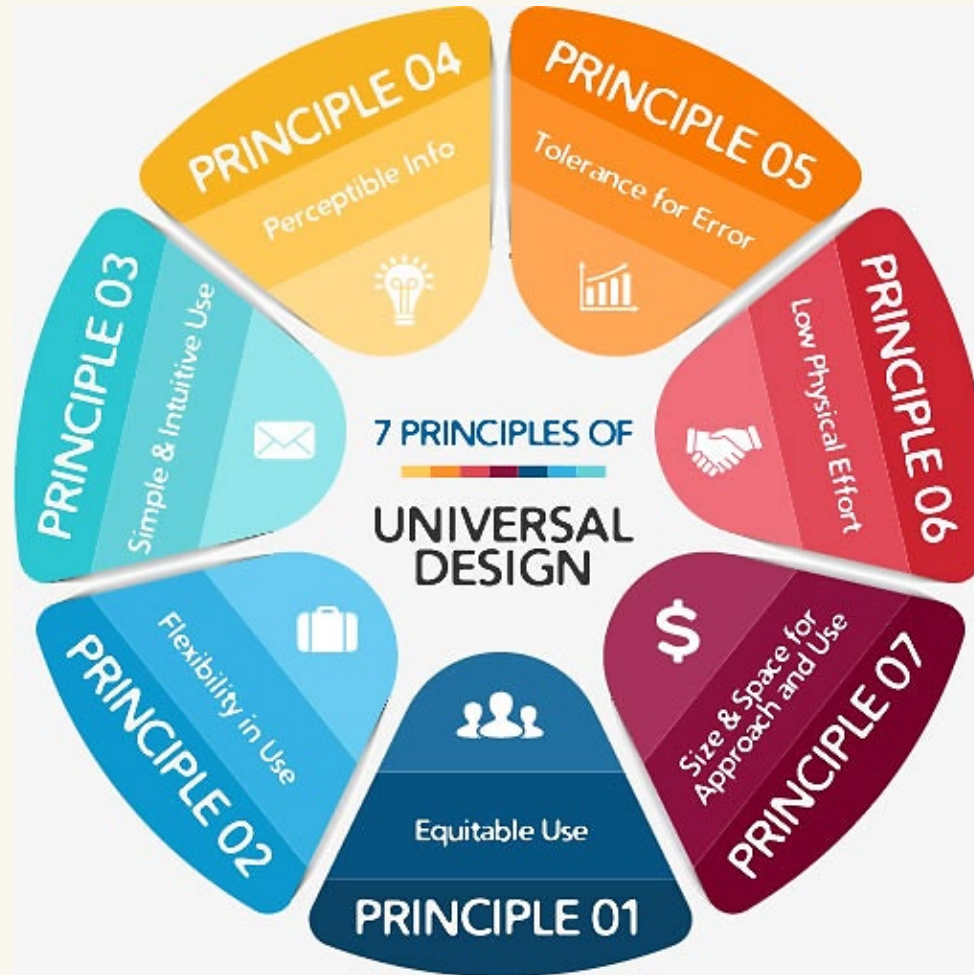 7 PRINCIPLES OF
UNIVERSAL
DESIGN
PRINCIPLE 01
Equitable Use
PRINCIPLE 02
Flexibility in Use
PRINCIPLE 03
Simple & Intuitive Use
PRINCIPLE 04
Perceptible Info
PRINCIPLE 05
Tolerance for Error
PRINCIPLE 06
Low Physical Effort
PRINCIPLE 07
Size & Space for
Approach and Use
$